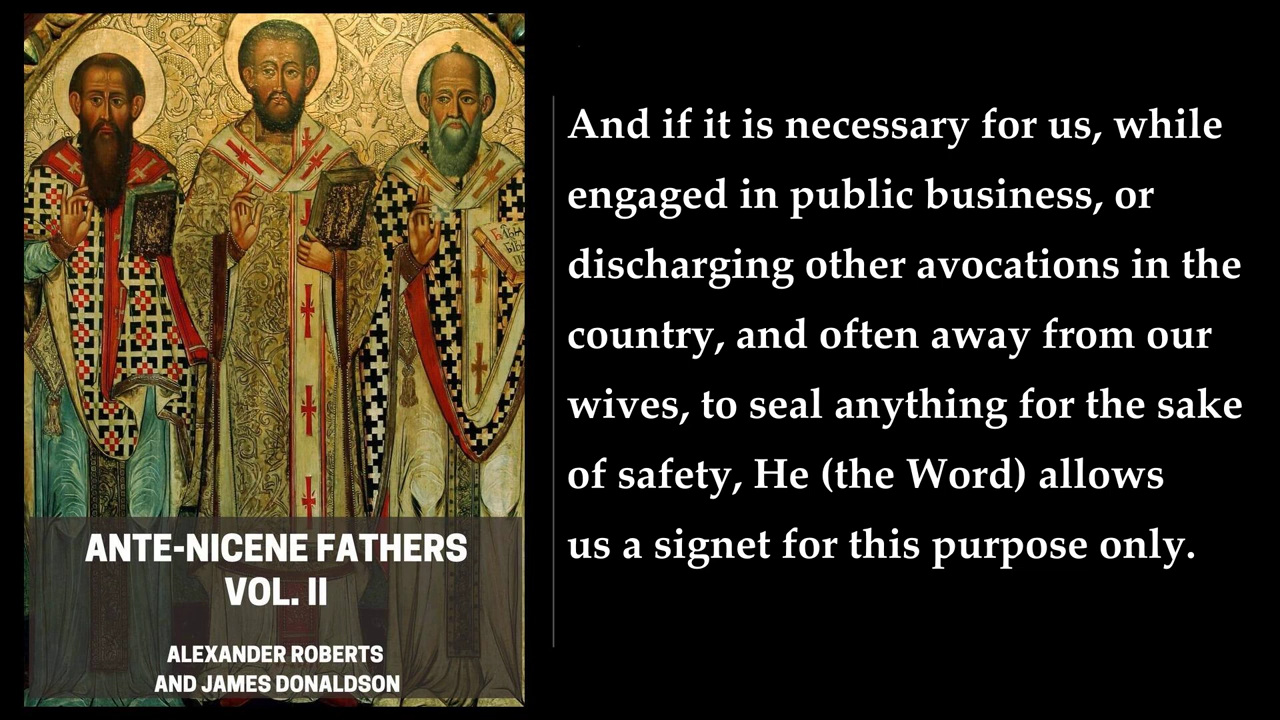 ANTE-NICENE FATHERS
VOL. II
ALEXANDER ROBERTS
AND JAMES DONALDSON
And if it is necessary for us, while
engaged in public business, or
discharging other avocations in the
country, and often away from our
wives, to seal anything for the sake
of safety, He (the Word) allows
us a signet for this purpose only.